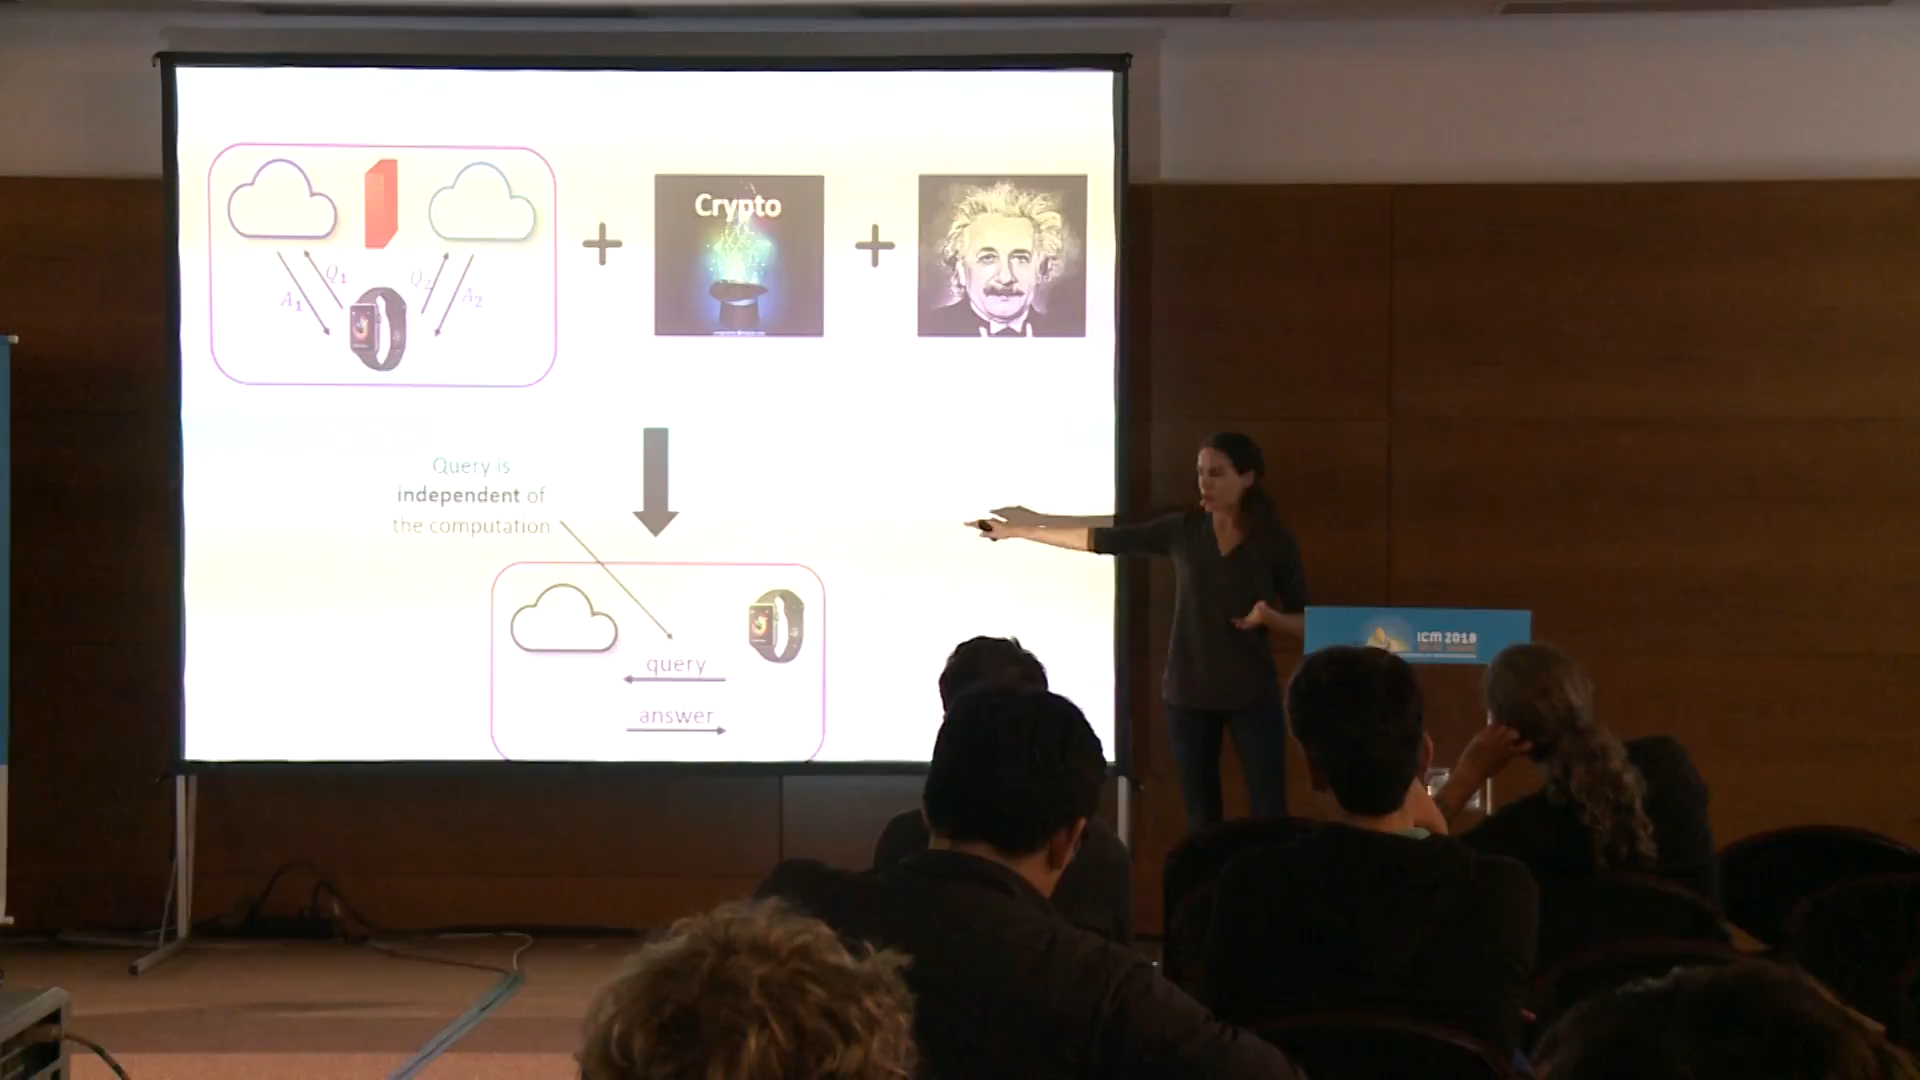 Crypto
Q1
Q2
A1
A2
Query is
independent of
the computation
query
answer
ICM 2018